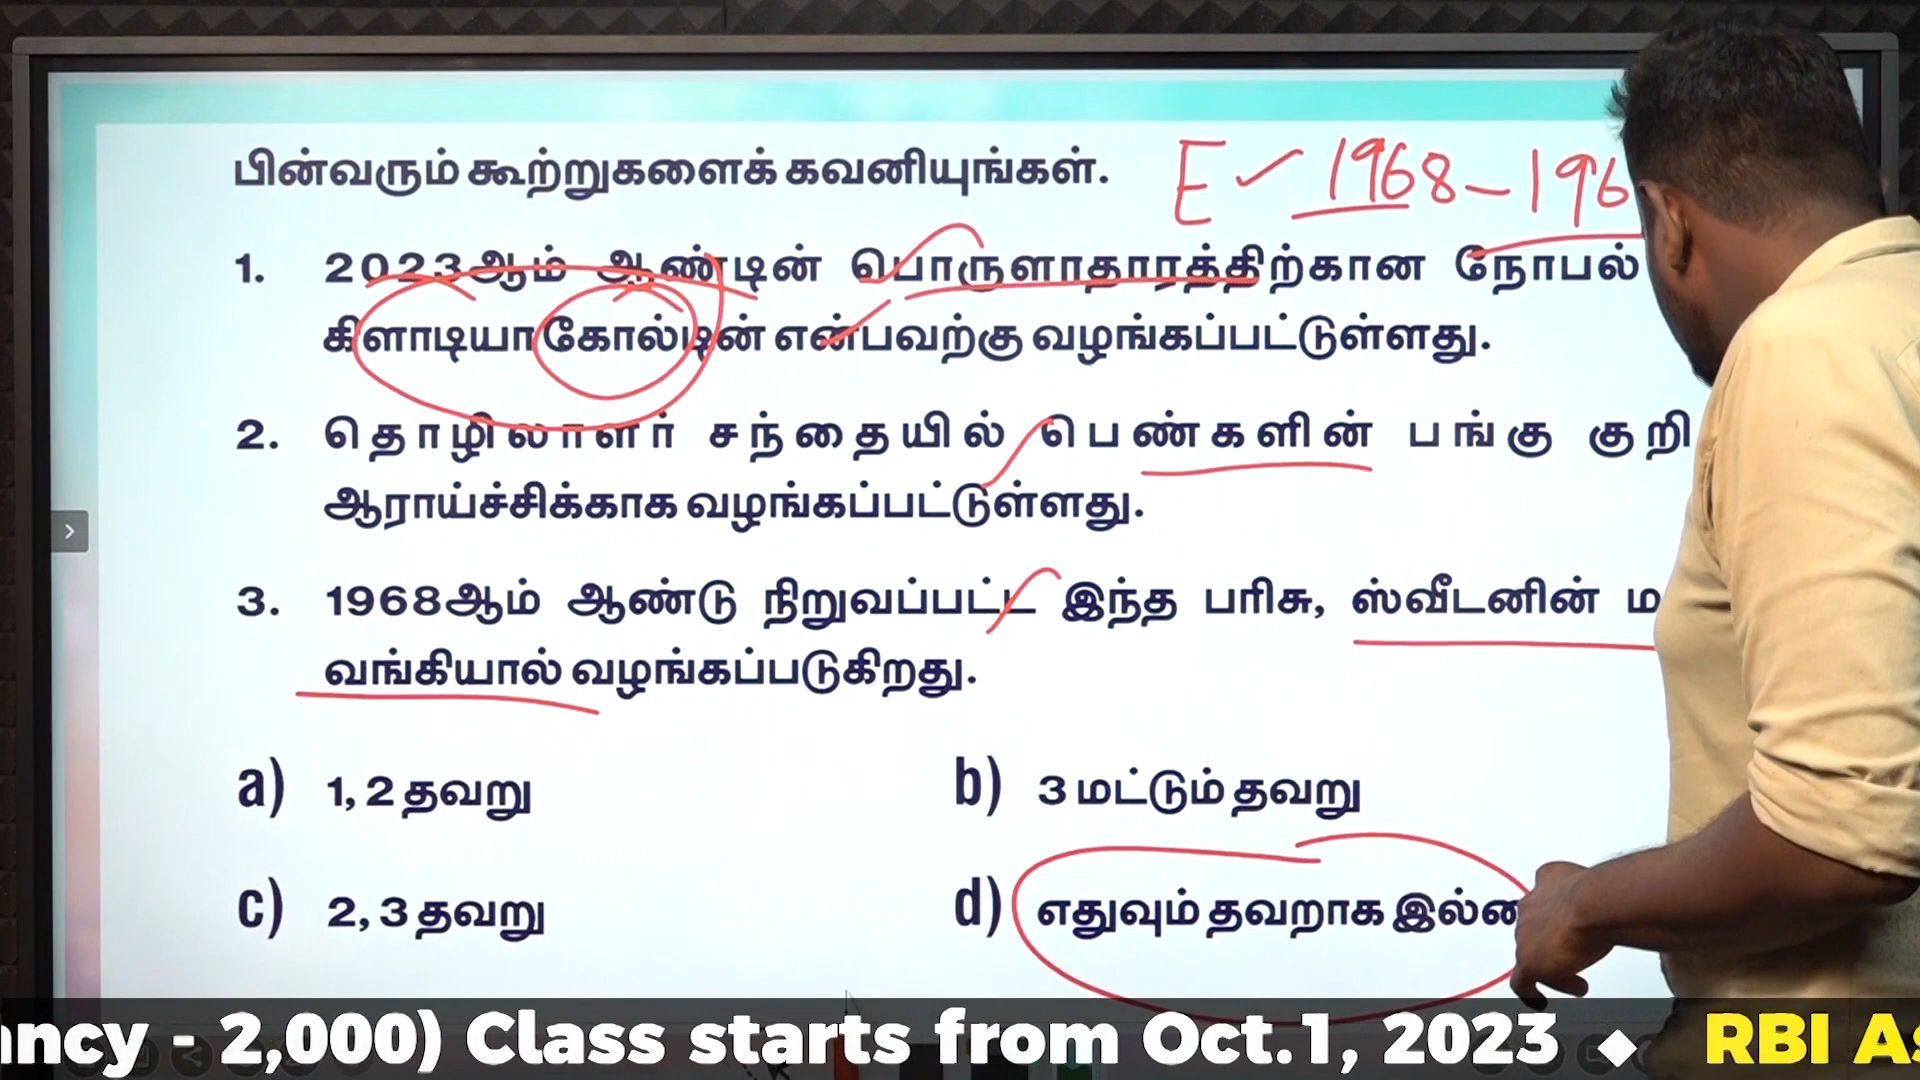 பின்வரும் கூற்றுகளைக் கவனியுங்கள். E 1968 - 196
1. 2023ஆம் ஆண்டின் பொருளாதாரத்திற்கான நோபல்
கிளாடியா கோல்டின் என்பவற்கு வழங்கப்பட்டுள்ளது.
2. தொழிலாளர் சந்தையில் பெண்களின் பங்கு குறி
ஆராய்ச்சிக்காக வழங்கப்பட்டுள்ளது.
3. 1968ஆம் ஆண்டு நிறுவப்பட்ட இந்த பரிசு, ஸ்வீடனின் ம
வங்கியால் வழங்கப்படுகிறது.
a) 1, 2 தவறு b) 3 மட்டும் தவறு
c) 2, 3 தவறு d) எதுவும் தவறாக இல்
ancy - 2,000) Class starts from Oct.1, 2023 ◆ RBI As